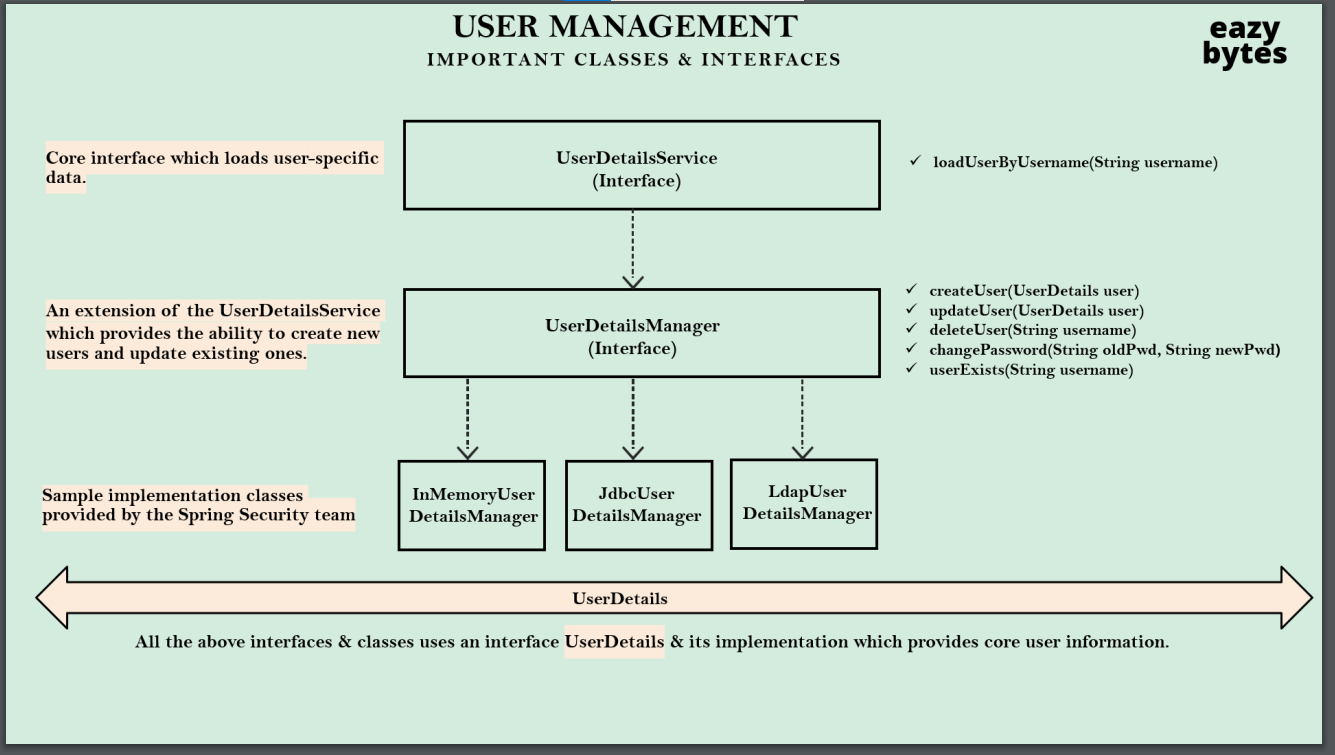 USER MANAGEMENT
IMPORTANT CLASSES & INTERFACES
eazy
bytes
Core interface which loads user-specific
data.
UserDetailsService
(Interface)
✓ loadUserByUsername(String username)
An extension of the UserDetailsService
which provides the ability to create new
users and update existing ones.
UserDetailsManager
(Interface)
✓ createUser(UserDetails user)
✓ updateUser(UserDetails user)
✓ deleteUser(String username)
✓ changePassword(String oldPwd, String newPwd)
✓ userExists(String username)
Sample implementation classes
provided by the Spring Security team
InMemoryUser
DetailsManager
JdbcUser
DetailsManager
LdapUser
DetailsManager
UserDetails
All the above interfaces & classes uses an interface UserDetails & its implementation which provides core user information.